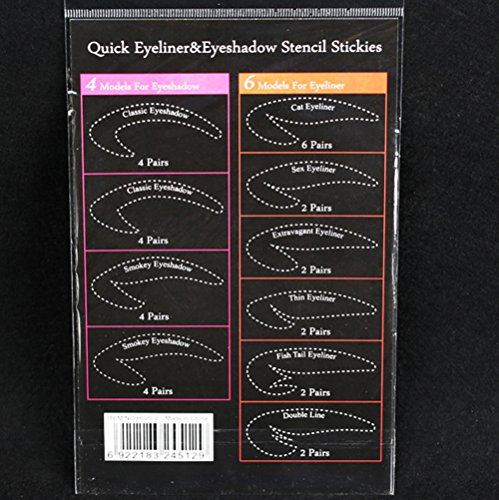 Quick Eyeliner&Eyeshadow Stencil Stickies
4 Models For Eyeshadow
Classic Eyeshadow
4 Pairs
Classic Eyeshadow
4 Pairs
Smokey Eyeshadow
4 Pairs
Smokey Eyeshadow
4 Pairs
6 Models For Eyeliner
Cat Eyeliner
6 Pairs
Sex Eyeliner
2 Pairs
Extravagant Eyeliner
2 Pairs
Thin Eyeliner
2 Pairs
Fish Tail Eyeliner
2 Pairs
Double Line
2 Pairs
6 922183 245129